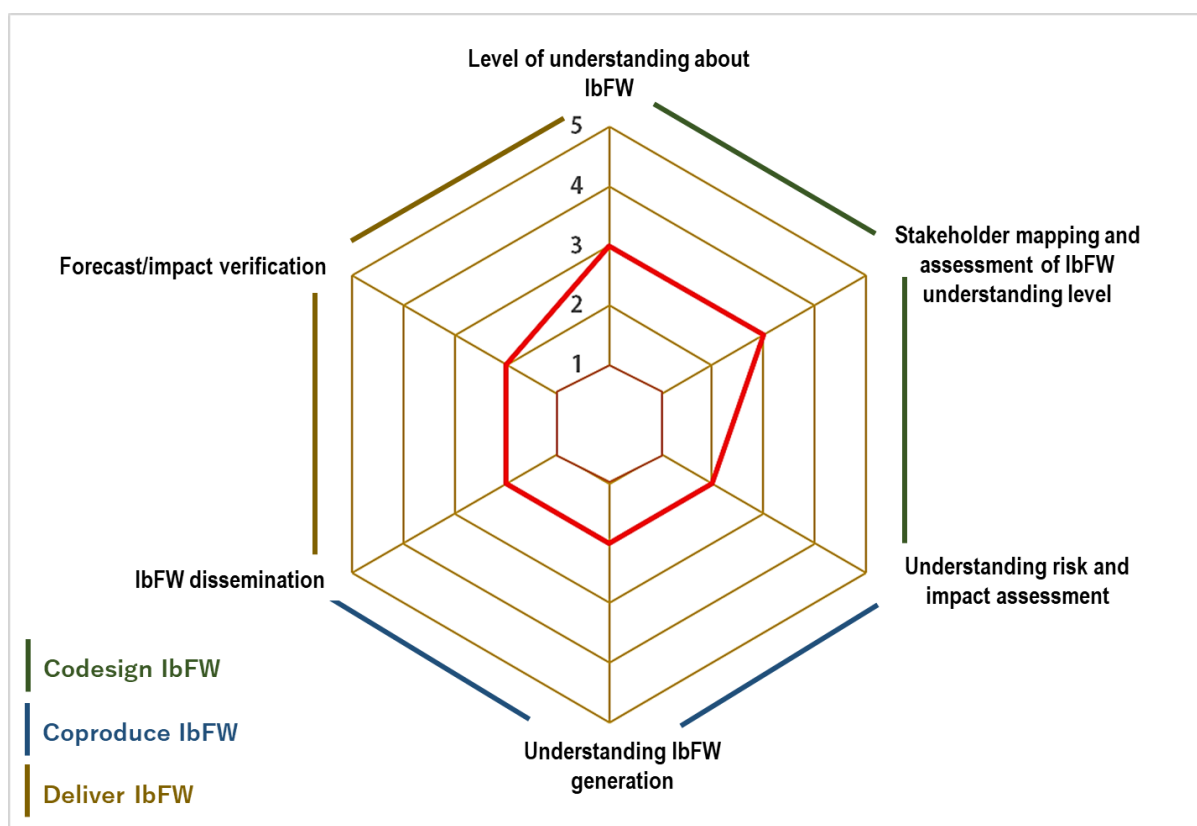 Level of understanding about
IbFW
5
4
3
2
1
Stakeholder mapping and
assessment of IbFW
understanding level
Forecast/impact verification
Understanding risk and
impact assessment
IbFW dissemination
Understanding IbFW
generation
Codesign IbFW
Coproduce IbFW
Deliver IbFW